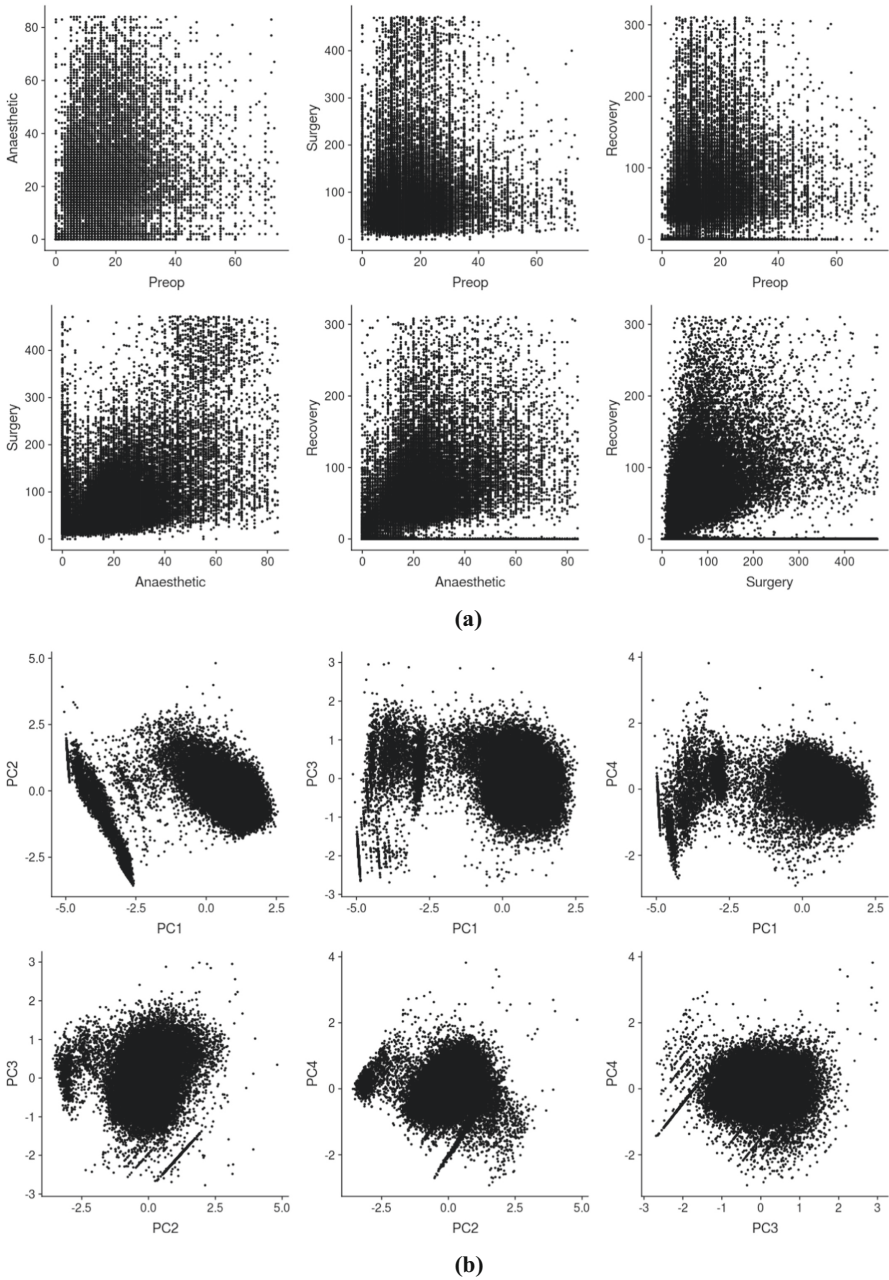 80
60
40
20
0
Anaesthetic
0 20 40 60
Preop
400
300
200
100
0
Surgery
0 20 40 60
Preop
300
200
100
0
Recovery
0 20 40 60
Preop
400
300
200
100
0
Surgery
0 20 40 60 80
Anaesthetic
300
200
100
0
Recovery
0 20 40 60 80
Anaesthetic
300
200
100
0
Recovery
0 100 200 300 400
Surgery
(a)
5.0
2.5
0.0
-2.5
PC2
-5.0 -2.5 0.0 2.5
PC1
3
2
1
0
-1
-2
-3
PC3
-5.0 -2.5 0.0 2.5
PC1
4
2
0
-2
PC4
-5.0 -2.5 0.0 2.5
PC1
3
2
1
0
-1
-2
-3
PC3
-2.5 0.0 2.5 5.0
PC2
4
2
0
-2
PC4
-2.5 0.0 2.5 5.0
PC2
4
2
0
-2
PC4
-3 -2 -1 0 1 2 3
PC3
(b)